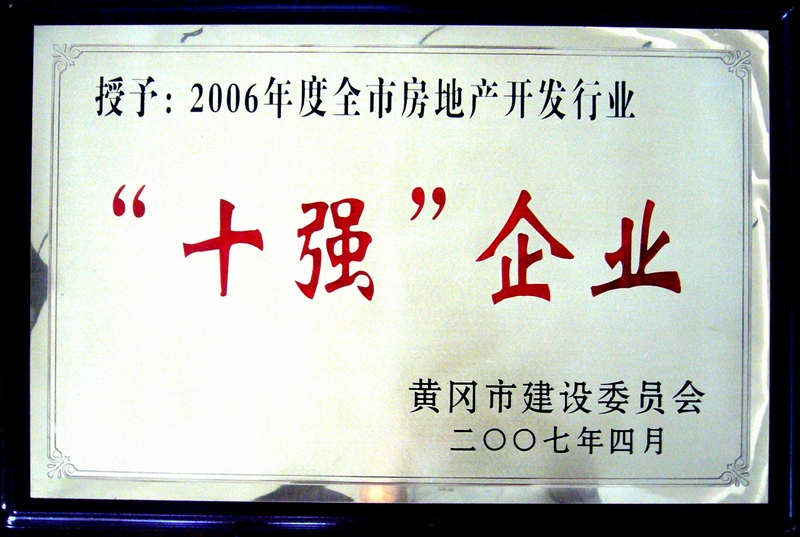 授予：2006年度全市房地产开发行业
“十强”企业
黄冈市建设委员会
二〇〇七年四月